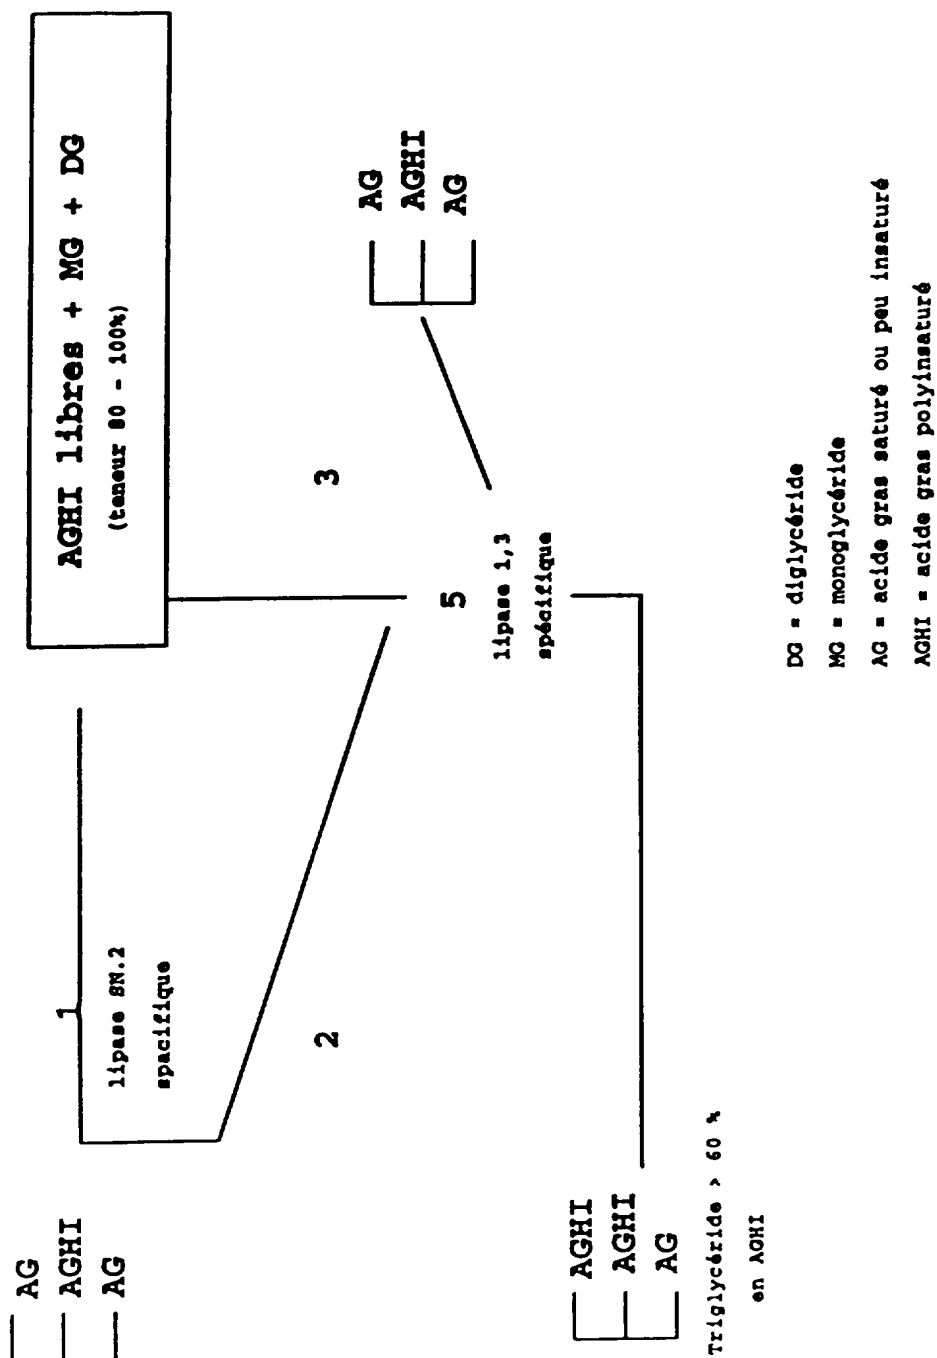 AG
AGHI
AG
1
lipase SN.2
spacifique
AGHI libres + MG + DG
(teneur 80 - 100%)
2
3
AG
AGHI
AG
5
lipase 1,3
spécifique
AGHI
AGHI
AG
Triglycéride > 60 %
en AGHI
DG = diglycéride
MG = monoglycéride
AG = acide gras saturé ou peu insaturé
AGHI = acide gras polyinsaturé